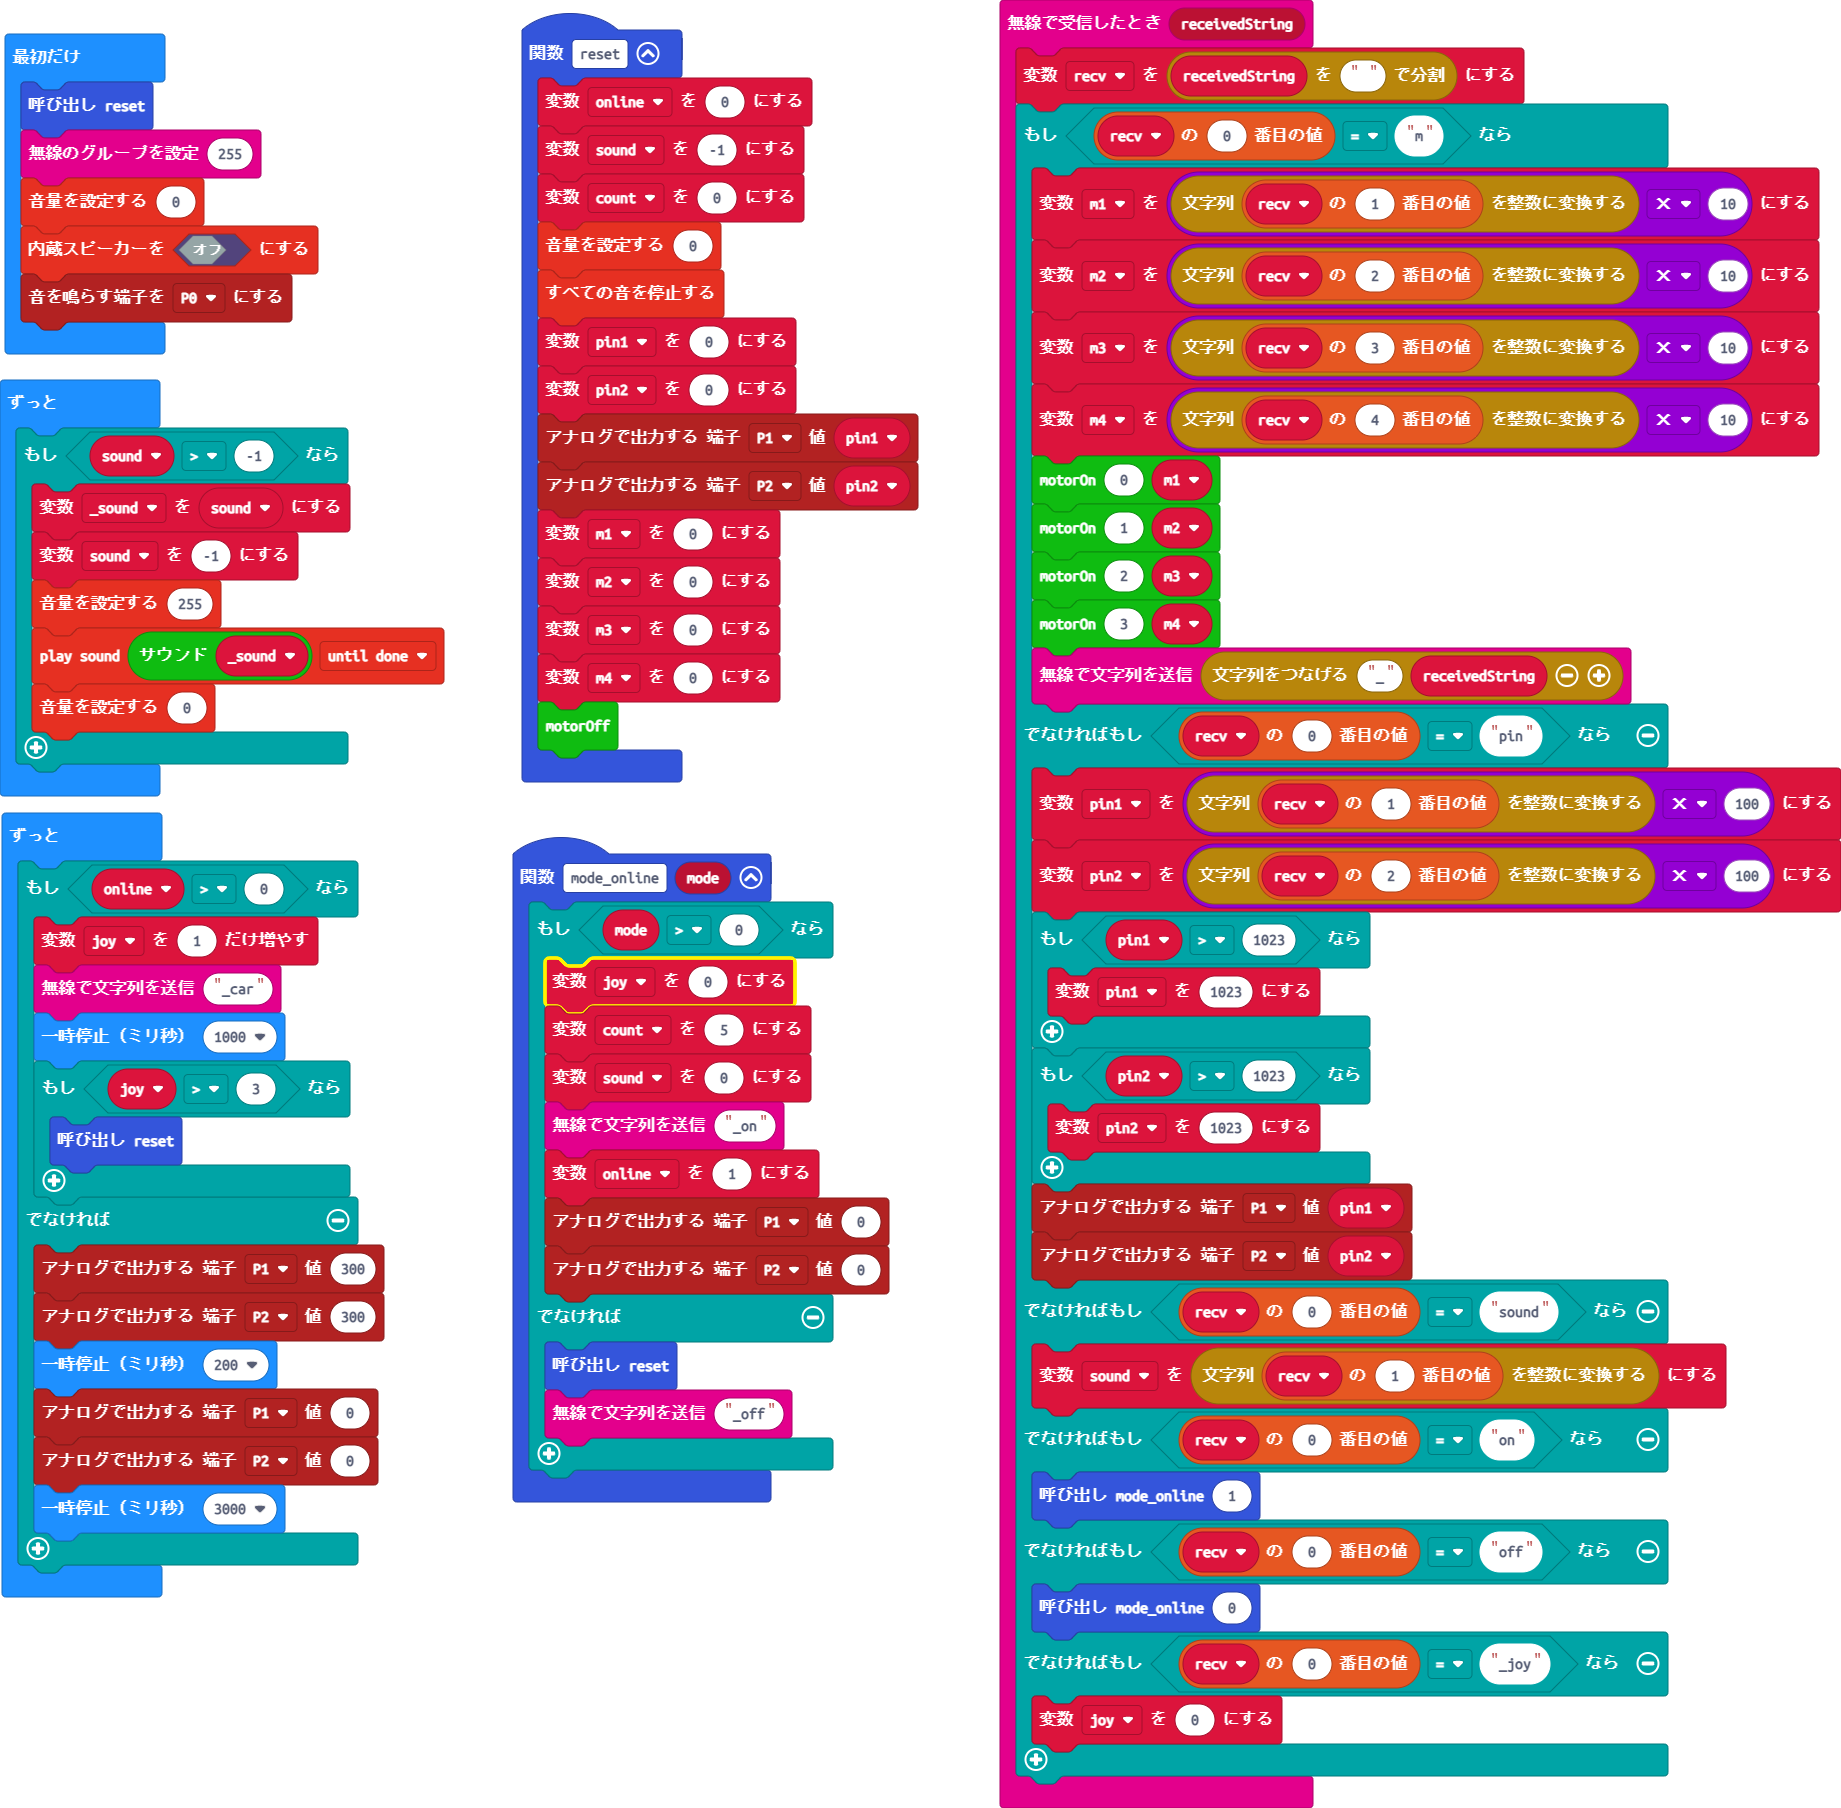 最初だけ
呼び出し reset
無線のグループを設定 255
音量を設定する 0
内蔵スピーカーを オフ にする
音を鳴らす端子を P0 にする
ずっと
もし sound > -1 なら
変数 _sound を sound にする
変数 sound を -1 にする
音量を設定する 255
play sound サウンド _sound until done
音量を設定する 0
ずっと
もし online > 0 なら
変数 joy を 1 だけ増やす
無線で文字列を送信 "_car"
一時停止（ミリ秒） 1000
もし joy > 3 なら
呼び出し reset
でなければ
アナログで出力する 端子 P1 値 300
アナログで出力する 端子 P2 値 300
一時停止（ミリ秒） 200
アナログで出力する 端子 P1 値 0
アナログで出力する 端子 P2 値 0
一時停止（ミリ秒） 3000
関数 reset
変数 online を 0 にする
変数 sound を -1 にする
変数 count を 0 にする
音量を設定する 0
すべての音を停止する
変数 pin1 を 0 にする
変数 pin2 を 0 にする
アナログで出力する 端子 P1 値 pin1
アナログで出力する 端子 P2 値 pin2
変数 m1 を 0 にする
変数 m2 を 0 にする
変数 m3 を 0 にする
変数 m4 を 0 にする
motorOff
関数 mode_online mode
もし mode > 0 なら
変数 joy を 0 にする
変数 count を 5 にする
変数 sound を 0 にする
無線で文字列を送信 "_on"
変数 online を 1 にする
アナログで出力する 端子 P1 値 0
アナログで出力する 端子 P2 値 0
でなければ
呼び出し reset
無線で文字列を送信 "_off"
無線で受信したとき receivedString
変数 recv を receivedString を " " で分割 にする
もし recv の 0 番目の値 = "m" なら
変数 m1 を 文字列 recv の 1 番目の値 を整数に変換する × 10 にする
変数 m2 を 文字列 recv の 2 番目の値 を整数に変換する × 10 にする
変数 m3 を 文字列 recv の 3 番目の値 を整数に変換する × 10 にする
変数 m4 を 文字列 recv の 4 番目の値 を整数に変換する × 10 にする
motorOn 0 m1
motorOn 1 m2
motorOn 2 m3
motorOn 3 m4
無線で文字列を送信 文字列をつなげる "_" receivedString
でなければもし recv の 0 番目の値 = "pin" なら
変数 pin1 を 文字列 recv の 1 番目の値 を整数に変換する × 100 にする
変数 pin2 を 文字列 recv の 2 番目の値 を整数に変換する × 100 にする
もし pin1 > 1023 なら
変数 pin1 を 1023 にする
もし pin2 > 1023 なら
変数 pin2 を 1023 にする
アナログで出力する 端子 P1 値 pin1
アナログで出力する 端子 P2 値 pin2
でなければもし recv の 0 番目の値 = "sound" なら
変数 sound を 文字列 recv の 1 番目の値 を整数に変換する にする
でなければもし recv の 0 番目の値 = "on" なら
呼び出し mode_online 1
でなければもし recv の 0 番目の値 = "off" なら
呼び出し mode_online 0
でなければもし recv の 0 番目の値 = "_joy" なら
変数 joy を 0 にする